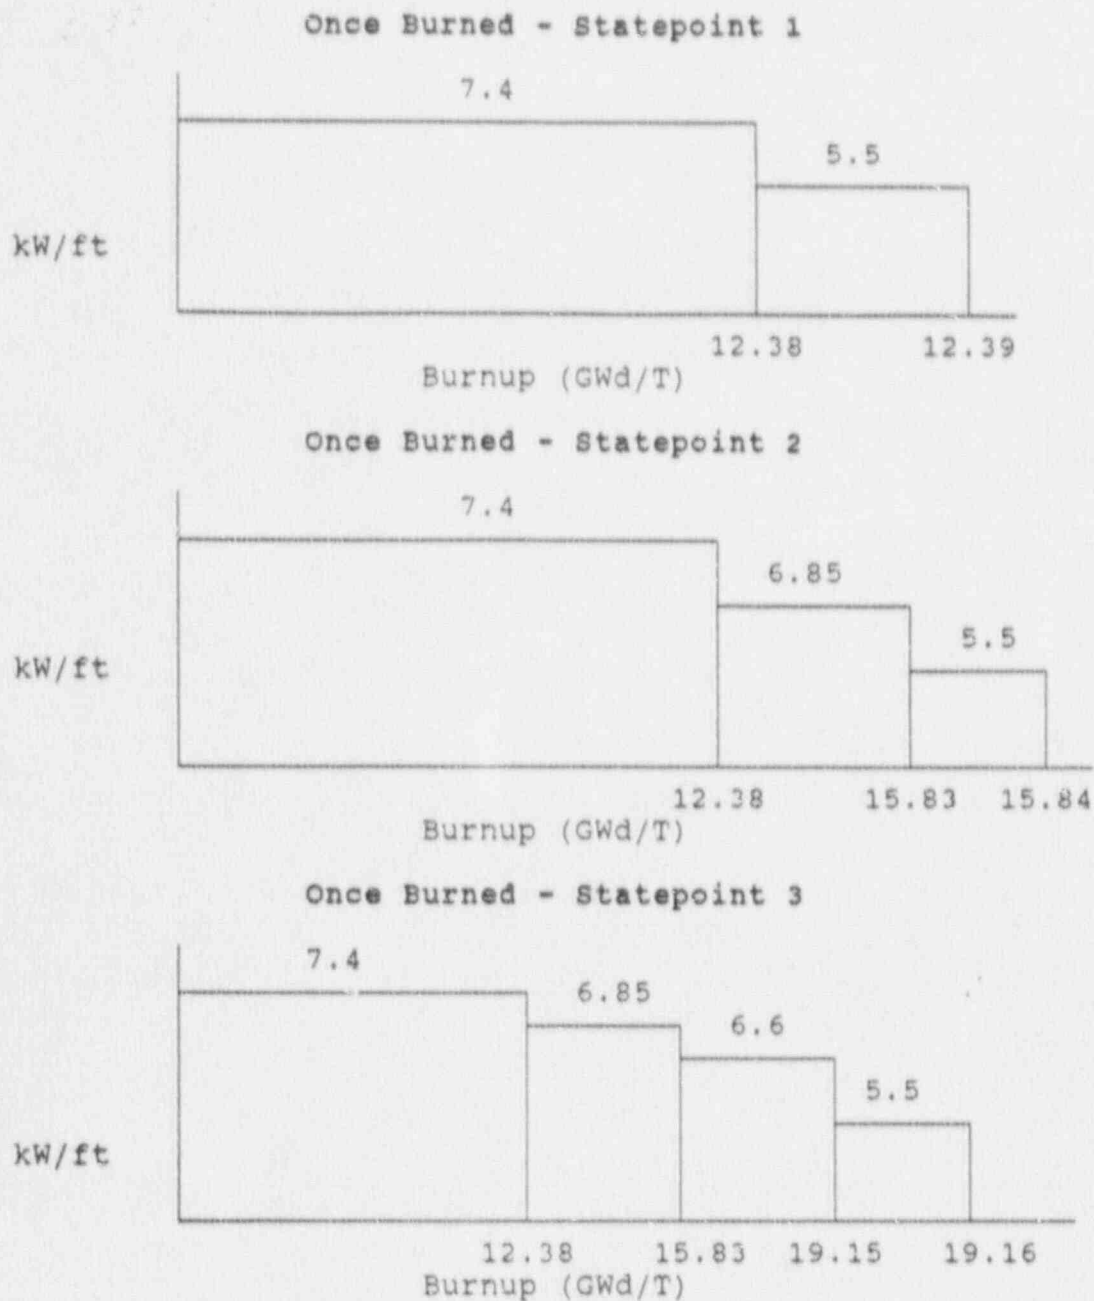 Once Burned - Statepoint 1
7.4
5.5
kW/ft
12.38 12.39
Burnup (GWd/T)
Once Burned - Statepoint 2
7.4
6.85
5.5
kW/ft
12.38 15.83 15.84
Burnup (GWd/T)
Once Burned - Statepoint 3
7.4
6.85
6.6
5.5
kW/ft
12.38 15.83 19.15 19.16
Burnup (GWd/T)